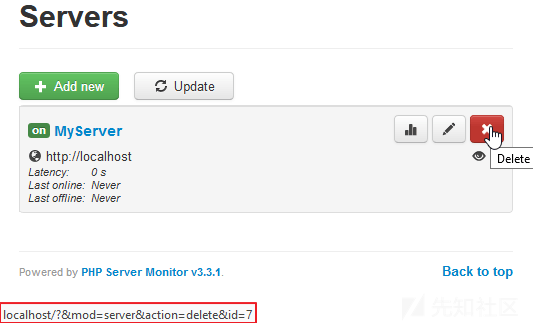 Servers
Add new
Update
on MyServer
http://localhost
Latency: 0 s
Last online: Never
Last offline: Never
Delete
Powered by PHP Server Monitor v3.3.1.
Back to top
localhost/?&mod=server&action=delete&id=7
先知社区